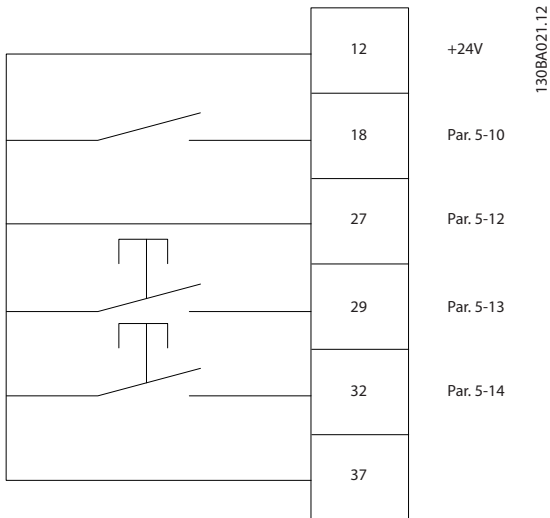 12 +24V
18 Par. 5-10
27 Par. 5-12
29 Par. 5-13
32 Par. 5-14
37
130BA021.12